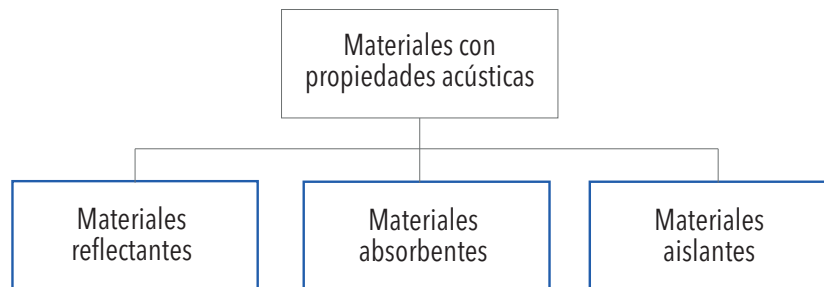 Materiales con
propiedades acústicas
Materiales
reflectantes
Materiales
absorbentes
Materiales
aislantes